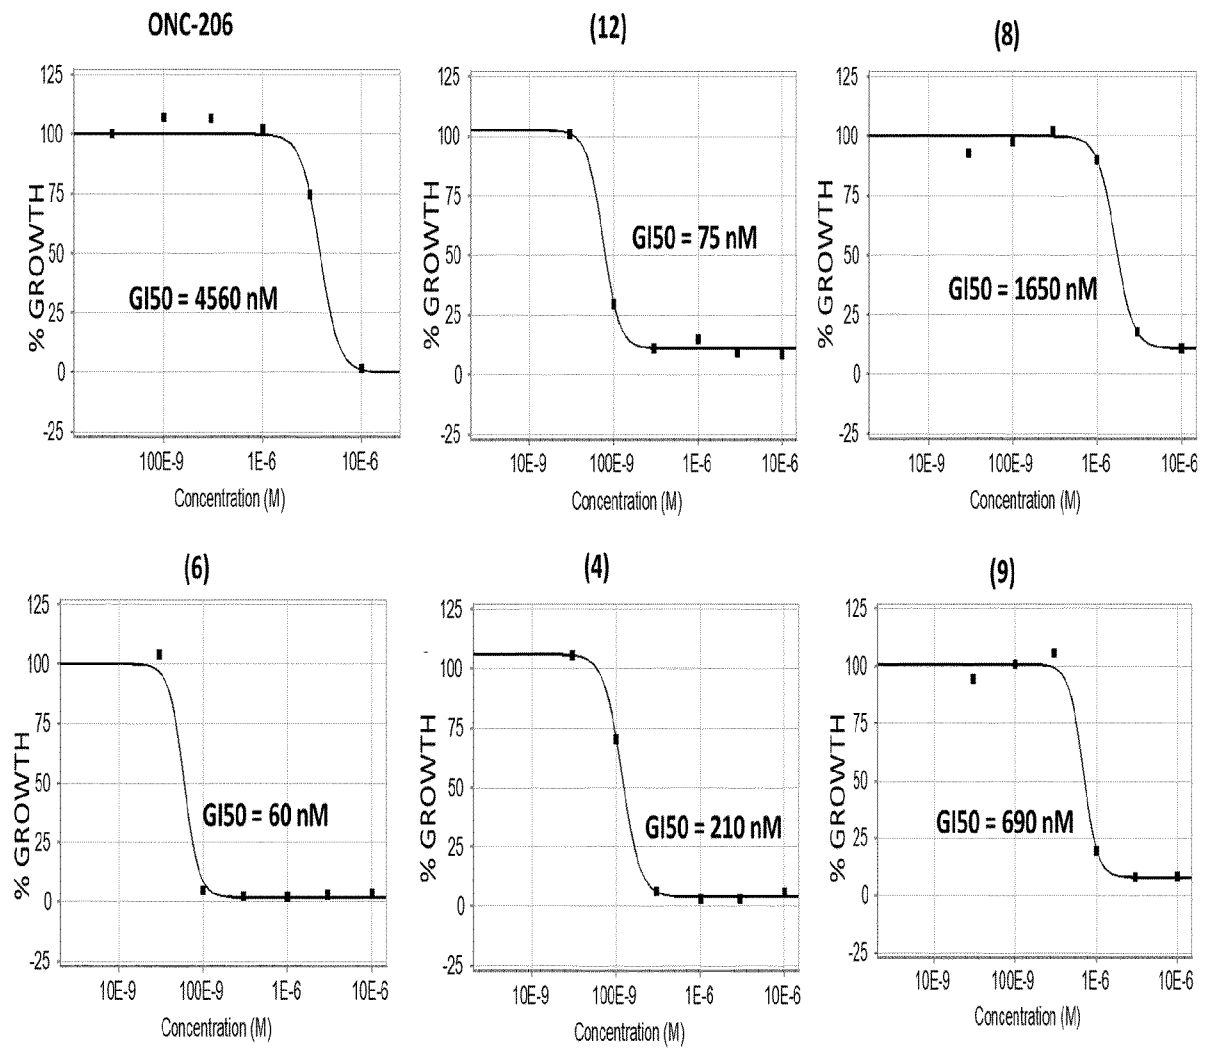 ONC-206
125
100
75
50
25
0
-25
% GROWTH
GI50 = 4560 nM
100E-9 1E-6 10E-6
Concentration (M)
(12)
125
100
75
50
25
0
-25
% GROWTH
GI50 = 75 nM
10E-9 100E-9 1E-6 10E-6
Concentration (M)
(8)
125
100
75
50
25
0
-25
% GROWTH
GI50 = 1650 nM
10E-9 100E-9 1E-6 10E-6
Concentration (M)
(6)
125
100
75
50
25
0
-25
% GROWTH
GI50 = 60 nM
10E-9 100E-9 1E-6 10E-6
Concentration (M)
(4)
125
100
75
50
25
0
-25
% GROWTH
GI50 = 210 nM
10E-9 100E-9 1E-6 10E-6
Concentration (M)
(9)
125
100
75
50
25
0
-25
% GROWTH
GI50 = 690 nM
10E-9 100E-9 1E-6 10E-6
Concentration (M)